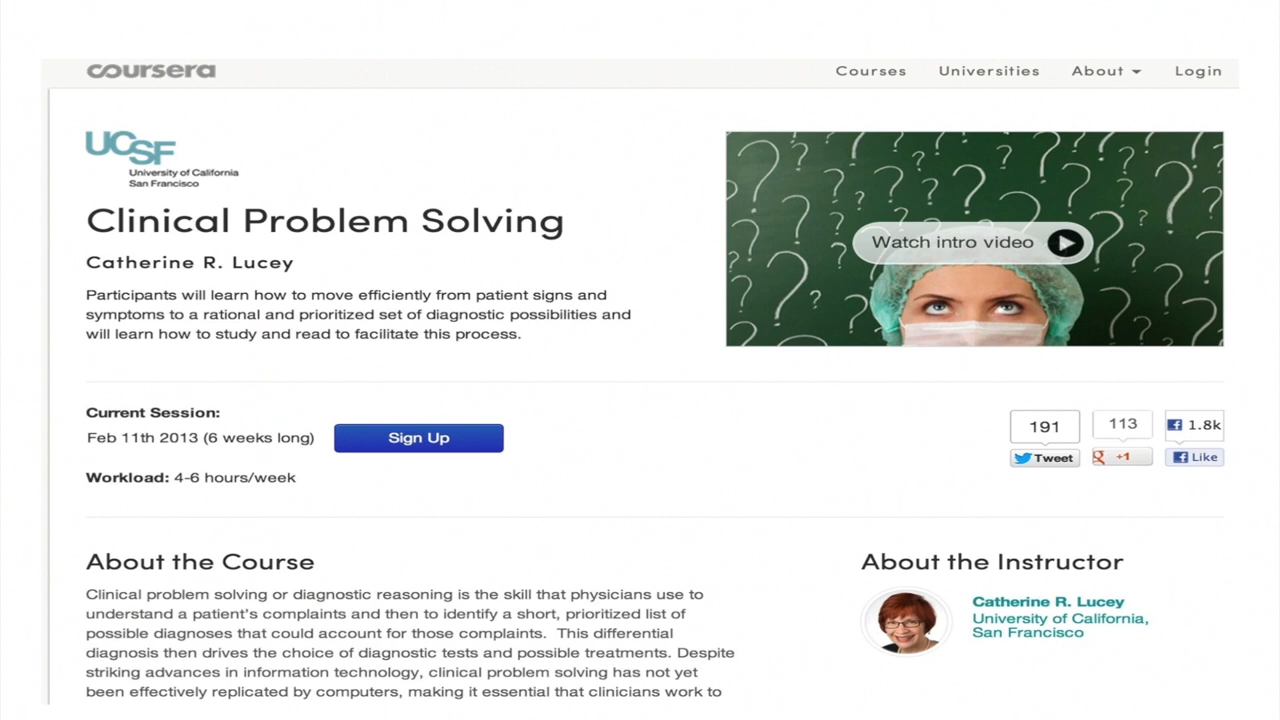 coursera
Courses Universities About Login
UCSF
University of California
San Francisco
Clinical Problem Solving
Catherine R. Lucey
Participants will learn how to move efficiently from patient signs and
symptoms to a rational and prioritized set of diagnostic possibilities and
will learn how to study and read to facilitate this process.
Watch intro video
Current Session:
Feb 11th 2013 (6 weeks long)
Sign Up
Workload: 4-6 hours/week
191
113
1.8k
Tweet
+1
Like
About the Course
Clinical problem solving or diagnostic reasoning is the skill that physicians use to
understand a patient's complaints and then to identify a short, prioritized list of
possible diagnoses that could account for those complaints.  This differential
diagnosis then drives the choice of diagnostic tests and possible treatments. Despite
striking advances in information technology, clinical problem solving has not yet
been effectively replicated by computers, making it essential that clinicians work to
About the Instructor
Catherine R. Lucey
University of California,
San Francisco